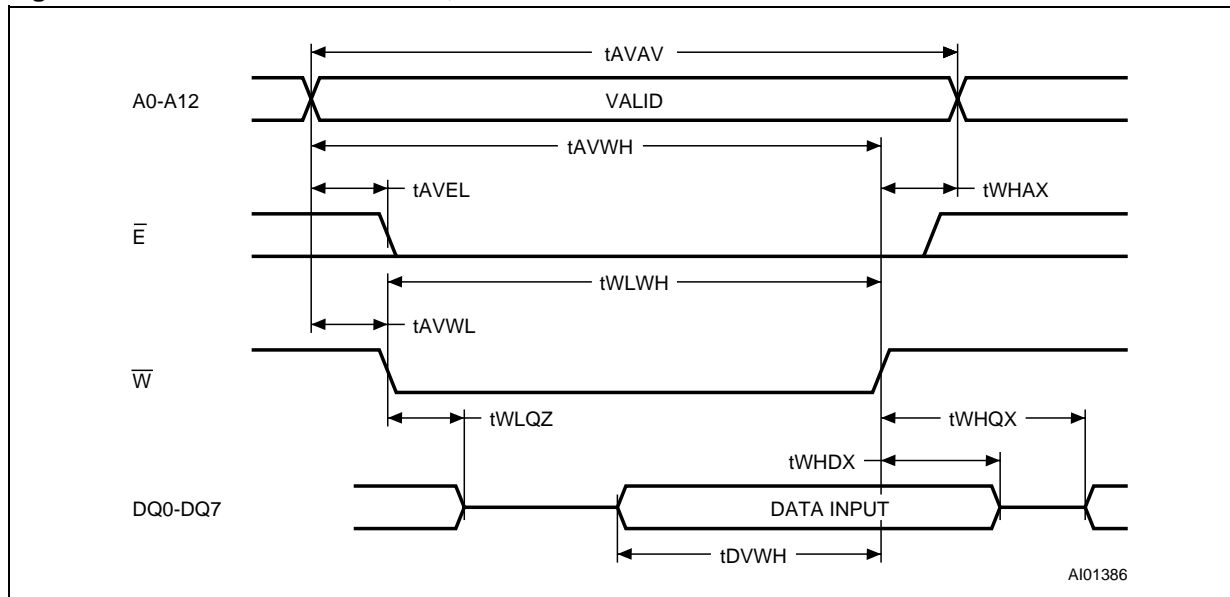 tAVAV
A0-A12
VALID
tAVWH
tAVEL
tWHAX
E̅
tWLWH
tAVWL
W̅
tWLQZ
tWHQX
tWHDX
DQ0-DQ7
DATA INPUT
tDVWH
AI01386